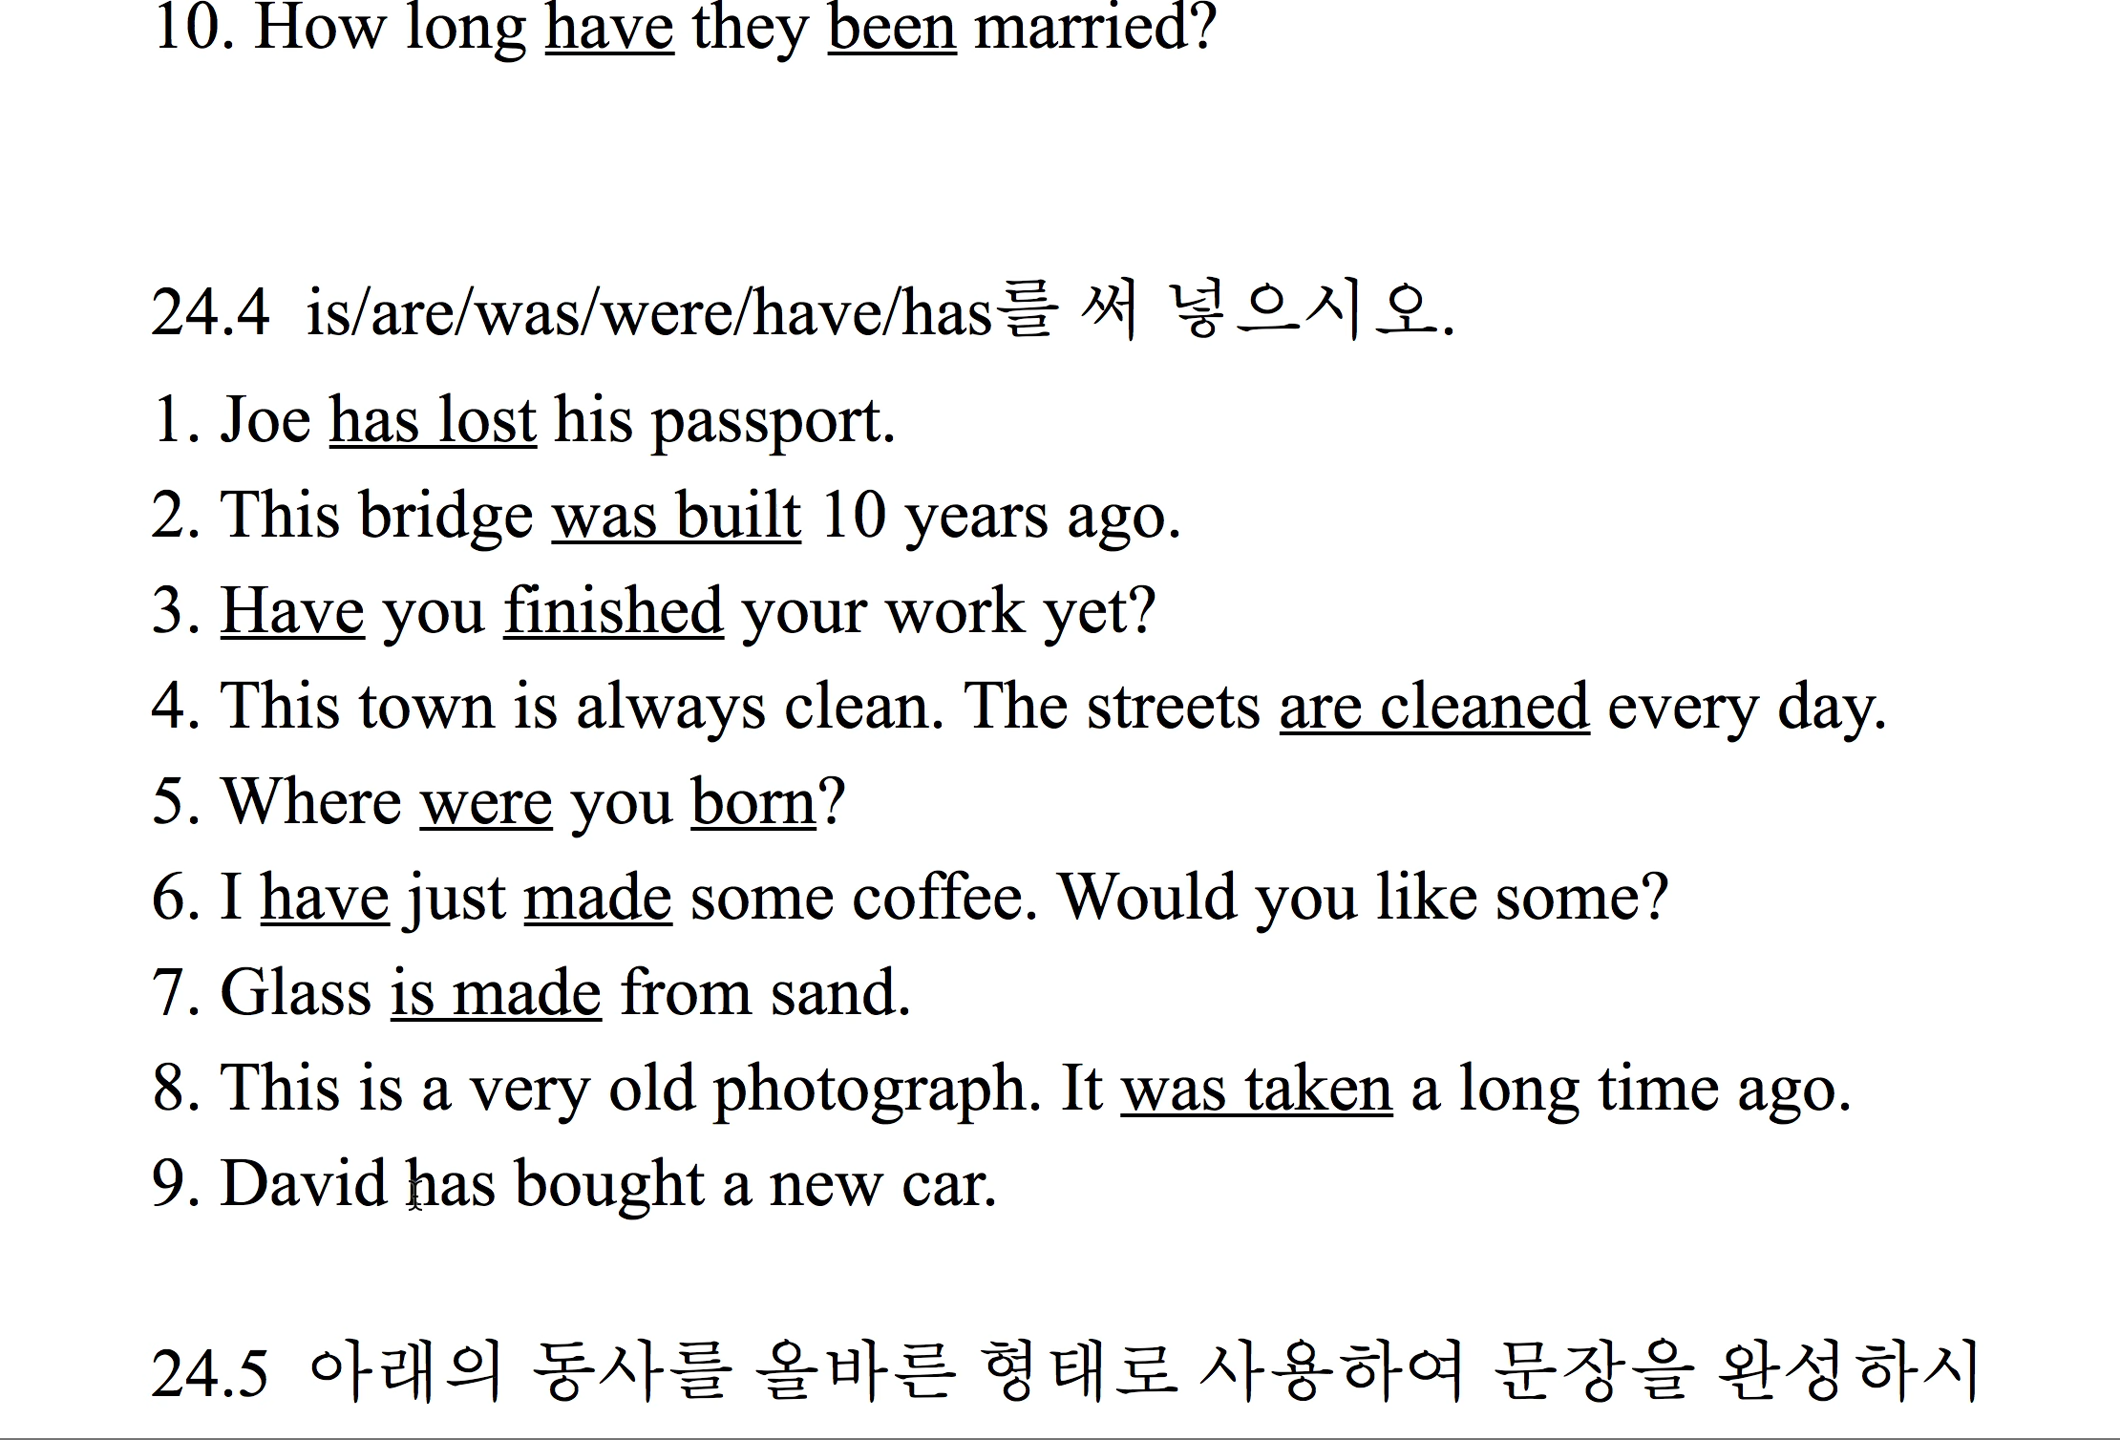 10. How long have they been married?
24.4 is/are/was/were/have/has를 써 넣으시오.
1. Joe has lost his passport.
2. This bridge was built 10 years ago.
3. Have you finished your work yet?
4. This town is always clean. The streets are cleaned every day.
5. Where were you born?
6. I have just made some coffee. Would you like some?
7. Glass is made from sand.
8. This is a very old photograph. It was taken a long time ago.
9. David has bought a new car.
24.5 아래의 동사를 올바른 형태로 사용하여 문장을 완성하시